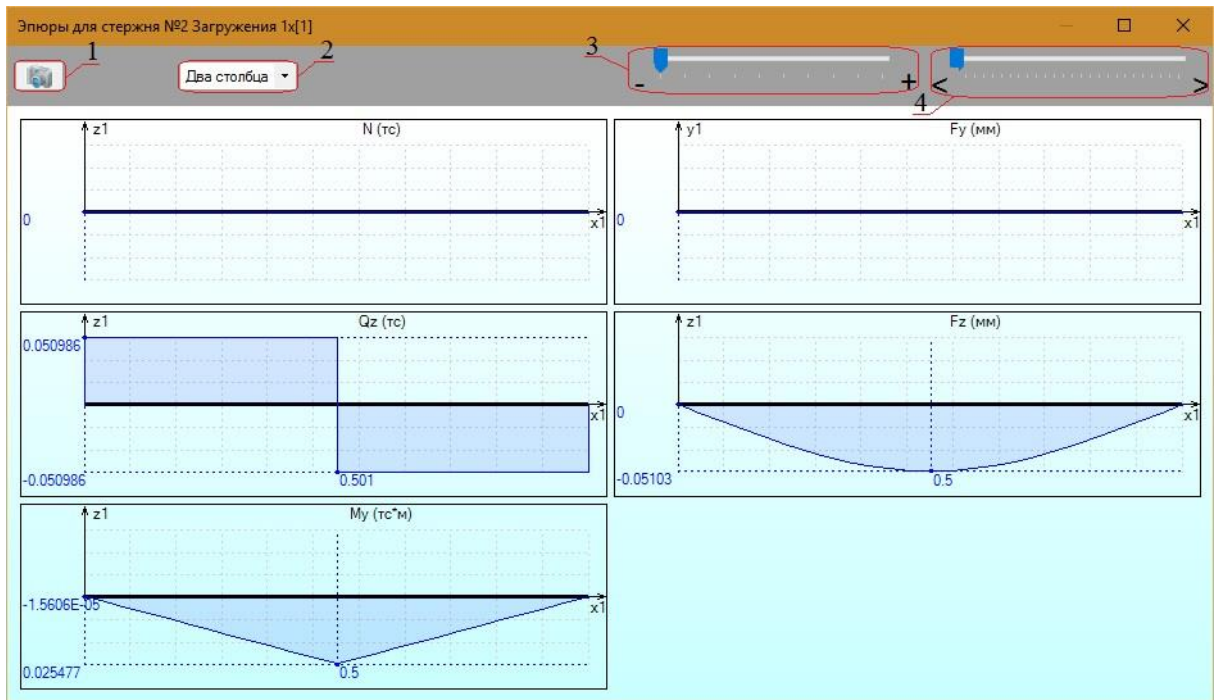 Эпюры для стержня №2 Загружения 1x[1]
1
2
3
4
Два столбца
- +
< >
z1 N (тс)
0
x1
y1 Fy (мм)
0
x1
z1 Qz (тс)
0.050986
x1
-0.050986
0.501
z1 Fz (мм)
0
x1
-0.05103
0.5
z1 My (тс*м)
-1.5606E-05
x1
0.025477
0.5